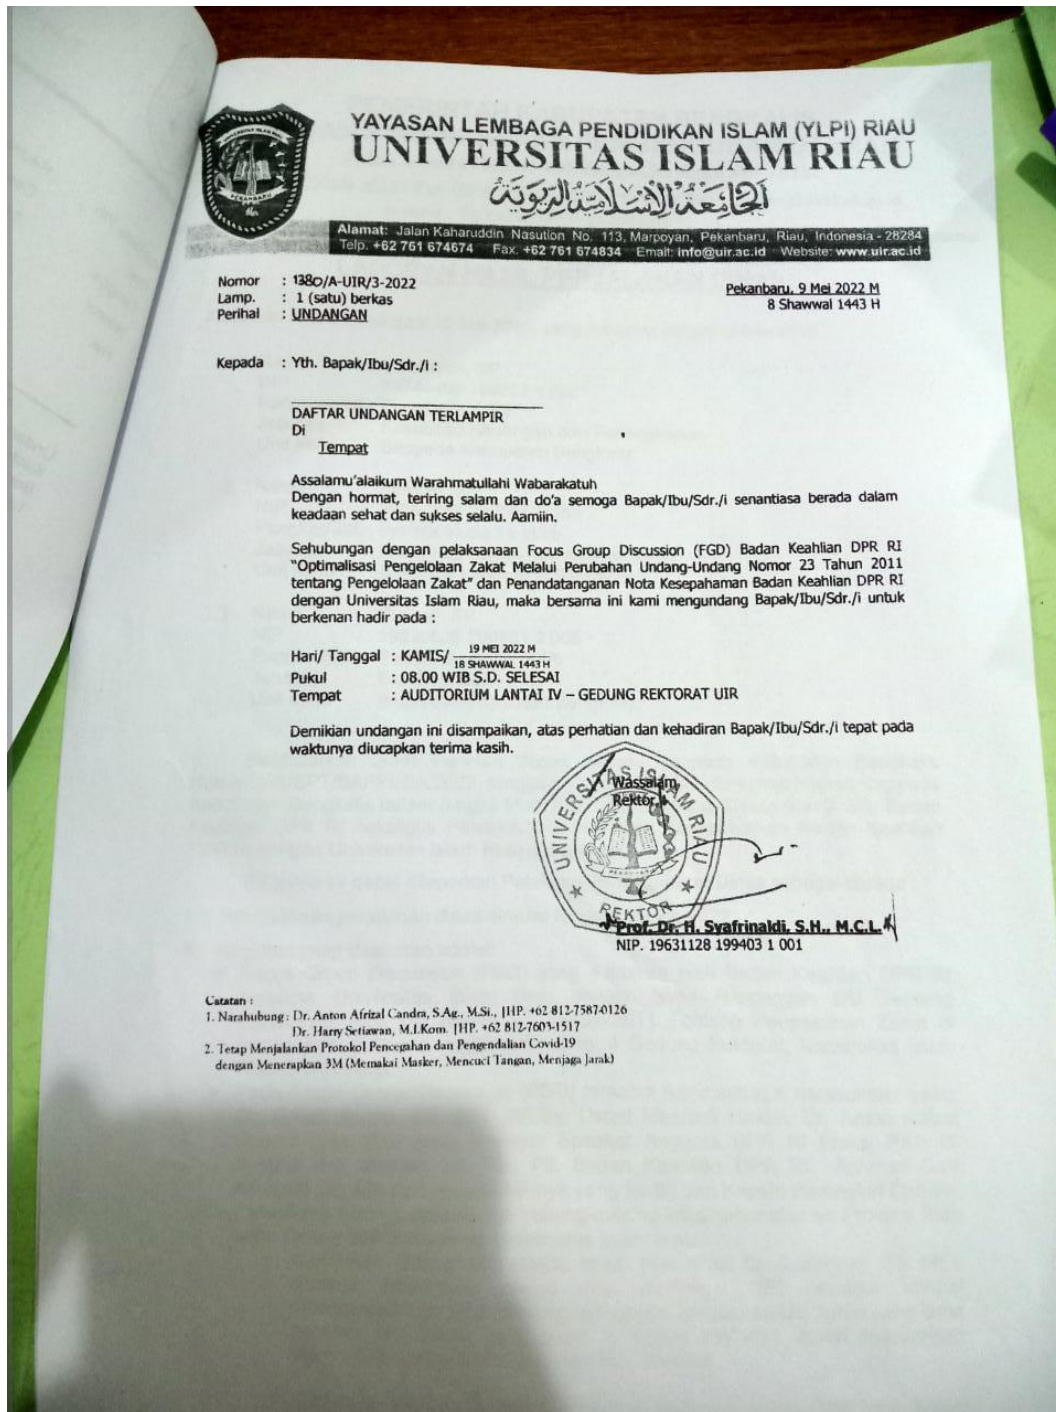 YAYASAN LEMBAGA PENDIDIKAN ISLAM (YLPI) RIAU
UNIVERSITAS ISLAM RIAU
الجامعة الإسلامية الريوية
Alamat: Jalan Kaharuddin Nasution No. 113, Marpoyan, Pekanbaru, Riau, Indonesia - 28284
Telp. +62 761 674674 Fax. +62 761 674834 Email: info@uir.ac.id Website: www.uir.ac.id
Nomor : 1380/A-UIR/3-2022
Pekanbaru, 9 Mei 2022 M
Lamp. : 1 (satu) berkas
8 Shawwal 1443 H
Perihal : UNDANGAN
Kepada : Yth. Bapak/Ibu/Sdr./i :
DAFTAR UNDANGAN TERLAMPIR
Di
Tempat
Assalamu'alaikum Warahmatullahi Wabarakatuh
Dengan hormat, teriring salam dan do'a semoga Bapak/Ibu/Sdr./i senantiasa berada dalam
keadaan sehat dan sukses selalu. Aamiin.
Sehubungan dengan pelaksanaan Focus Group Discussion (FGD) Badan Keahlian DPR RI
"Optimalisasi Pengelolaan Zakat Melalui Perubahan Undang-Undang Nomor 23 Tahun 2011
tentang Pengelolaan Zakat" dan Penandatanganan Nota Kesepahaman Badan Keahlian DPR RI
dengan Universitas Islam Riau, maka bersama ini kami mengundang Bapak/Ibu/Sdr./i untuk
berkenan hadir pada :
Hari/ Tanggal : KAMIS/ 19 MEI 2022 M
18 SHAWWAL 1443 H
Pukul : 08.00 WIB S.D. SELESAI
Tempat : AUDITORIUM LANTAI IV – GEDUNG REKTORAT UIR
Demikian undangan ini disampaikan, atas perhatian dan kehadiran Bapak/Ibu/Sdr./i tepat pada
waktunya diucapkan terima kasih.
Wassalam,
Rektor,
UNIVERSITAS ISLAM RIAU
REKTOR
Prof. Dr. H. Syafrinaldi, S.H., M.C.L.
NIP. 19631128 199403 1 001
Catatan :
1. Narahubung : Dr. Anton Afrizal Candra, S.Ag., M.Si., |HP. +62 812-7587-0126
Dr. Harry Setiawan, M.I.Kom. |HP. +62 812-7603-1517
2. Tetap Menjalankan Protokol Pencegahan dan Pengendalian Covid-19
dengan Menerapkan 3M (Memakai Masker, Mencuci Tangan, Menjaga Jarak)